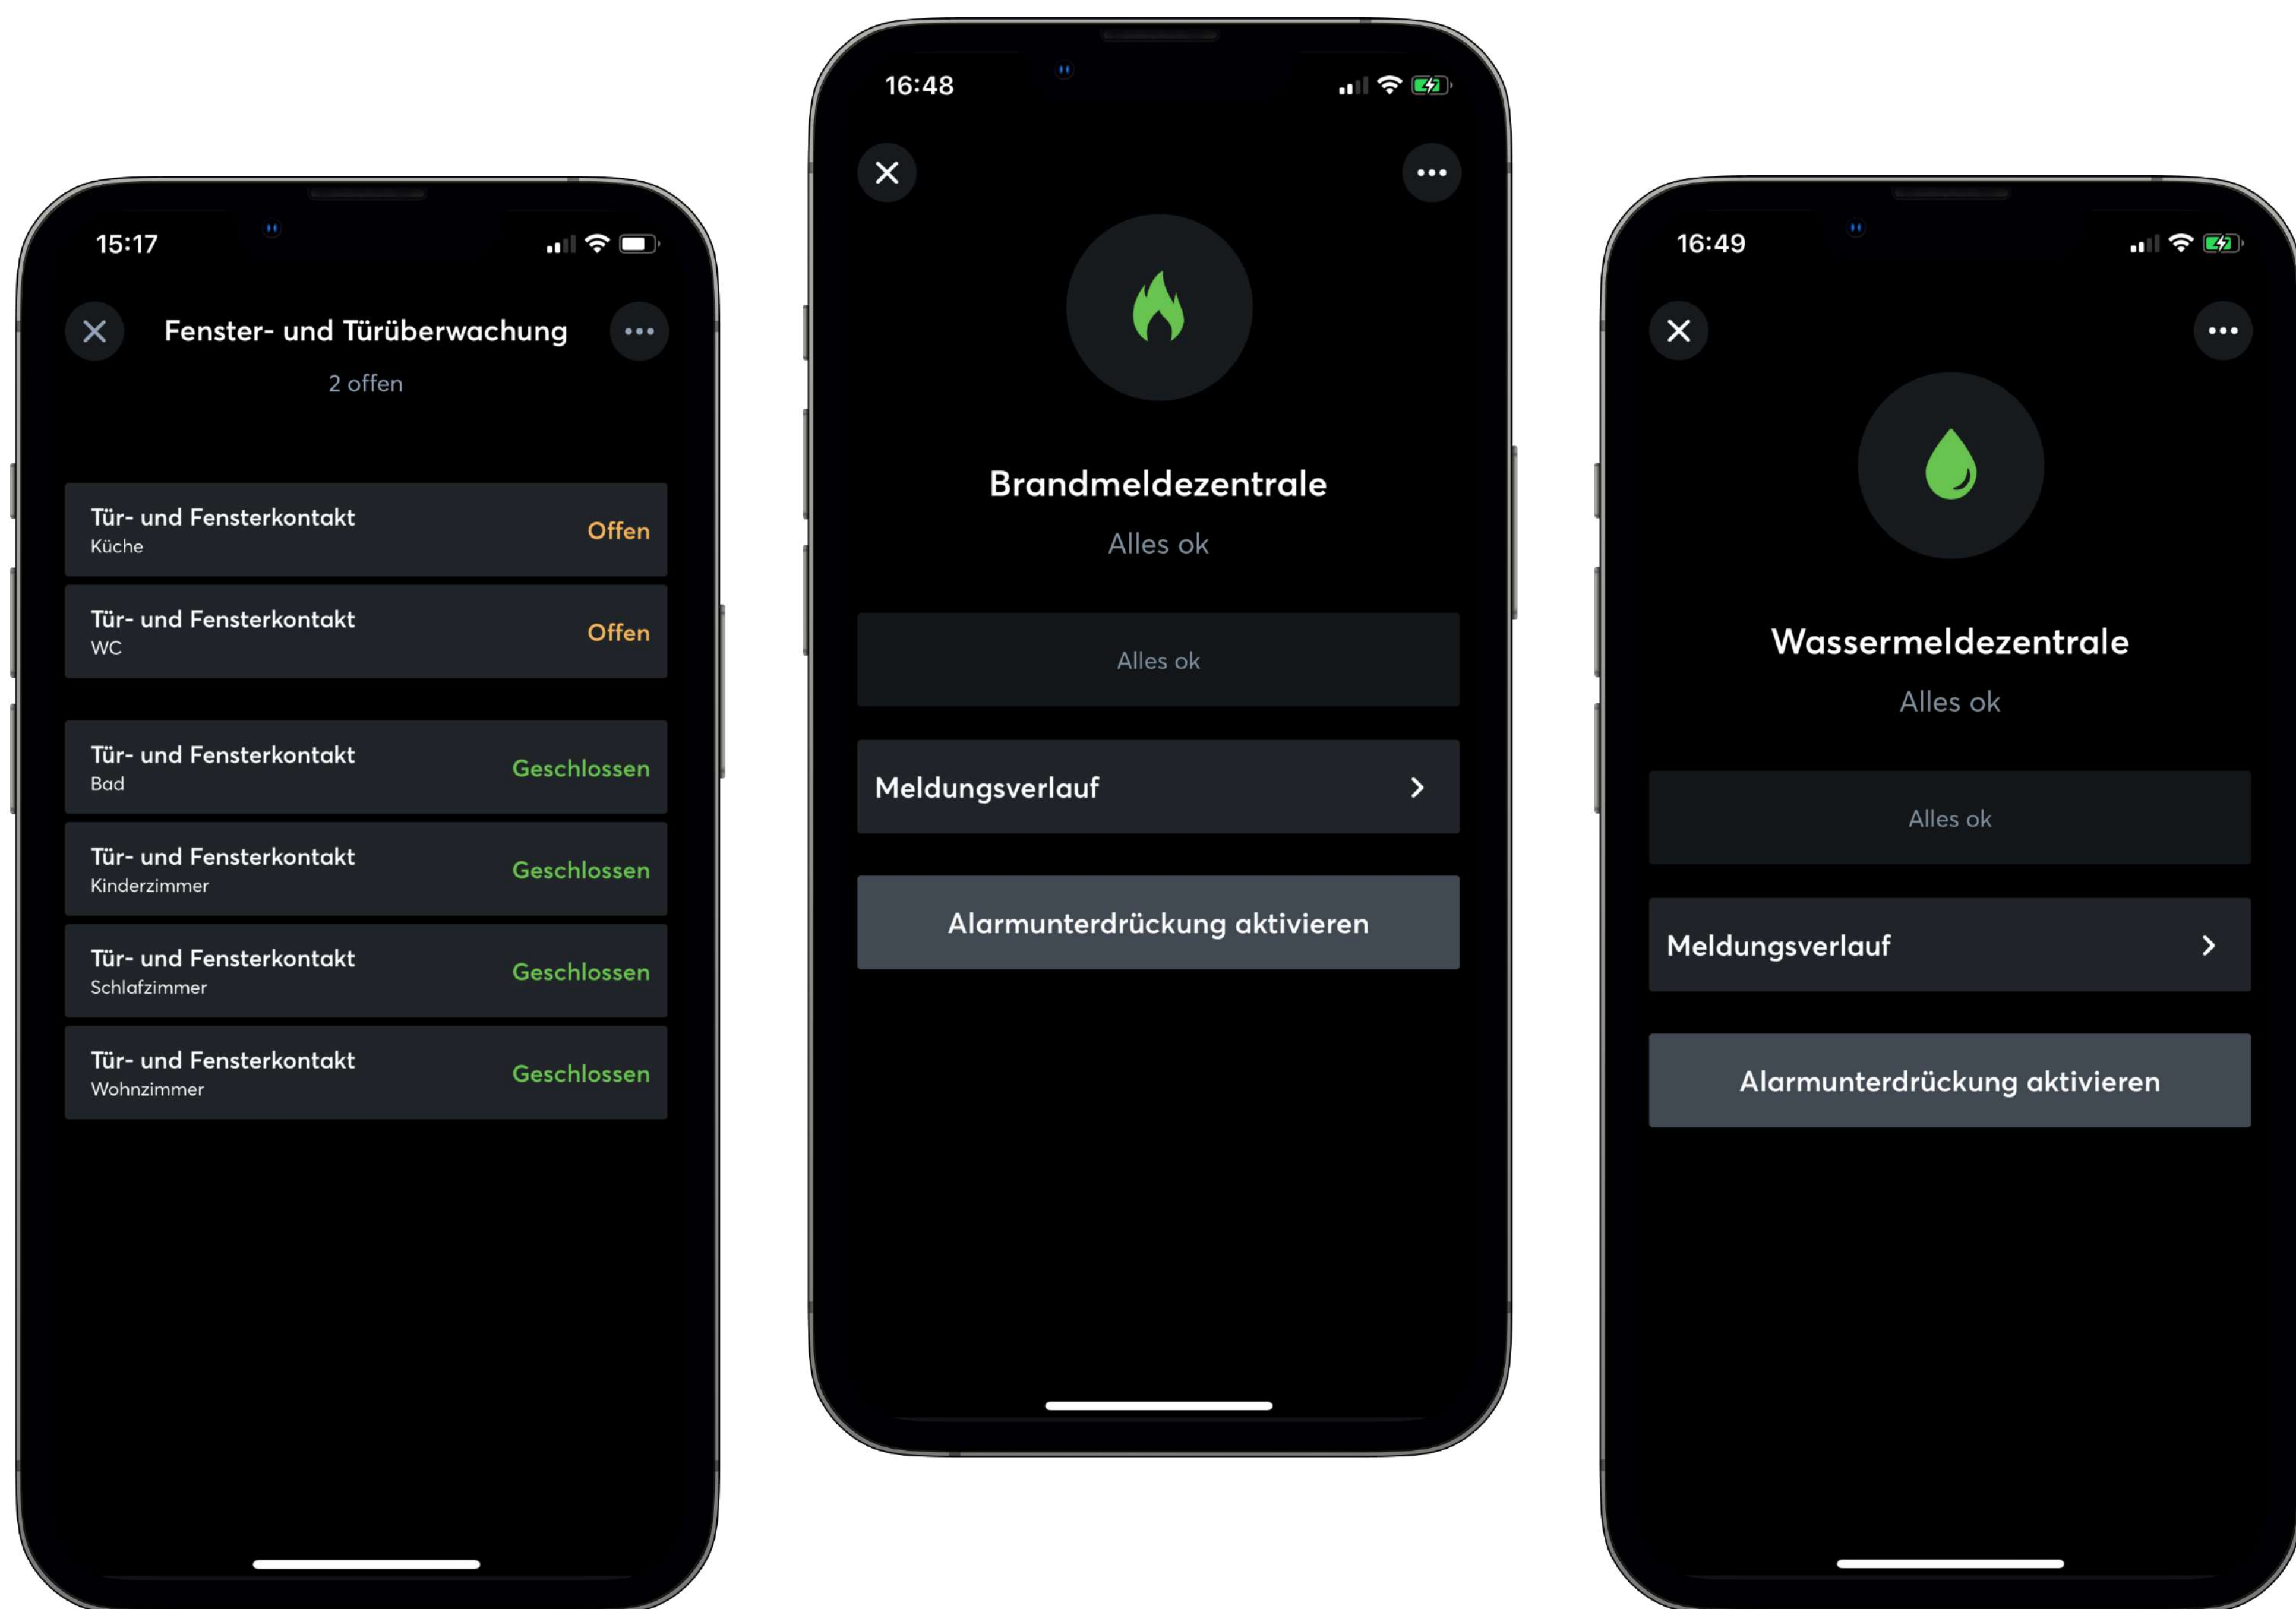 15:17
Fenster- und Türüberwachung
2 offen
Tür- und Fensterkontakt
Küche
Offen
Tür- und Fensterkontakt
WC
Offen
Tür- und Fensterkontakt
Bad
Geschlossen
Tür- und Fensterkontakt
Kinderzimmer
Geschlossen
Tür- und Fensterkontakt
Schlafzimmer
Geschlossen
Tür- und Fensterkontakt
Wohnzimmer
Geschlossen
16:48
Brandmeldezentrale
Alles ok
Alles ok
Meldungsverlauf
Alarmunterdrückung aktivieren
16:49
Wassermeldezentrale
Alles ok
Alles ok
Meldungsverlauf
Alarmunterdrückung aktivieren